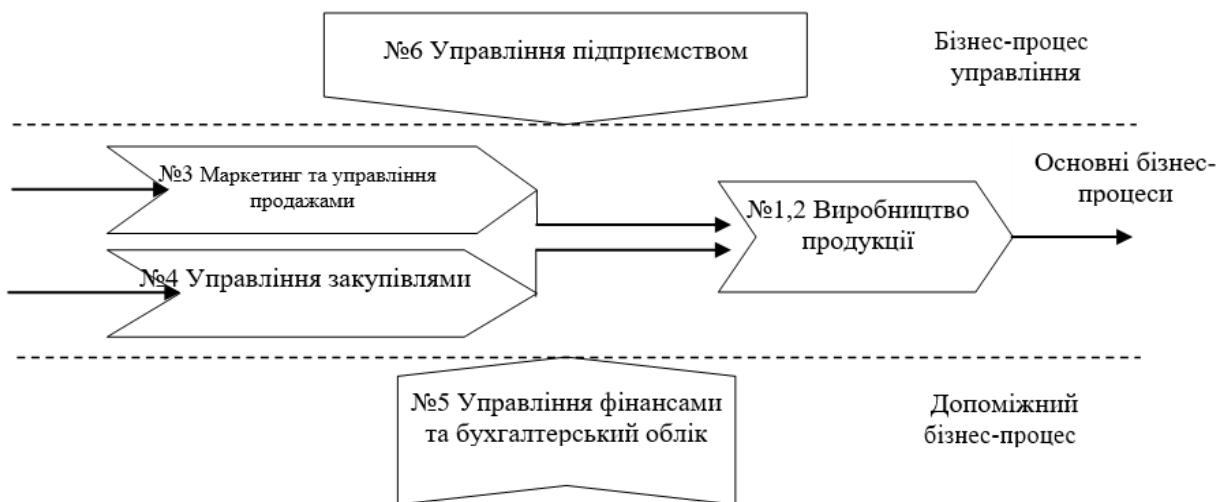 №6 Управління підприємством
Бізнес-процес
управління
№3 Маркетинг та управління
продажами
Основні бізнес-
процеси
№1,2 Виробництво
продукції
№4 Управління закупівлями
№5 Управління фінансами
та бухгалтерський облік
Допоміжний
бізнес-процес